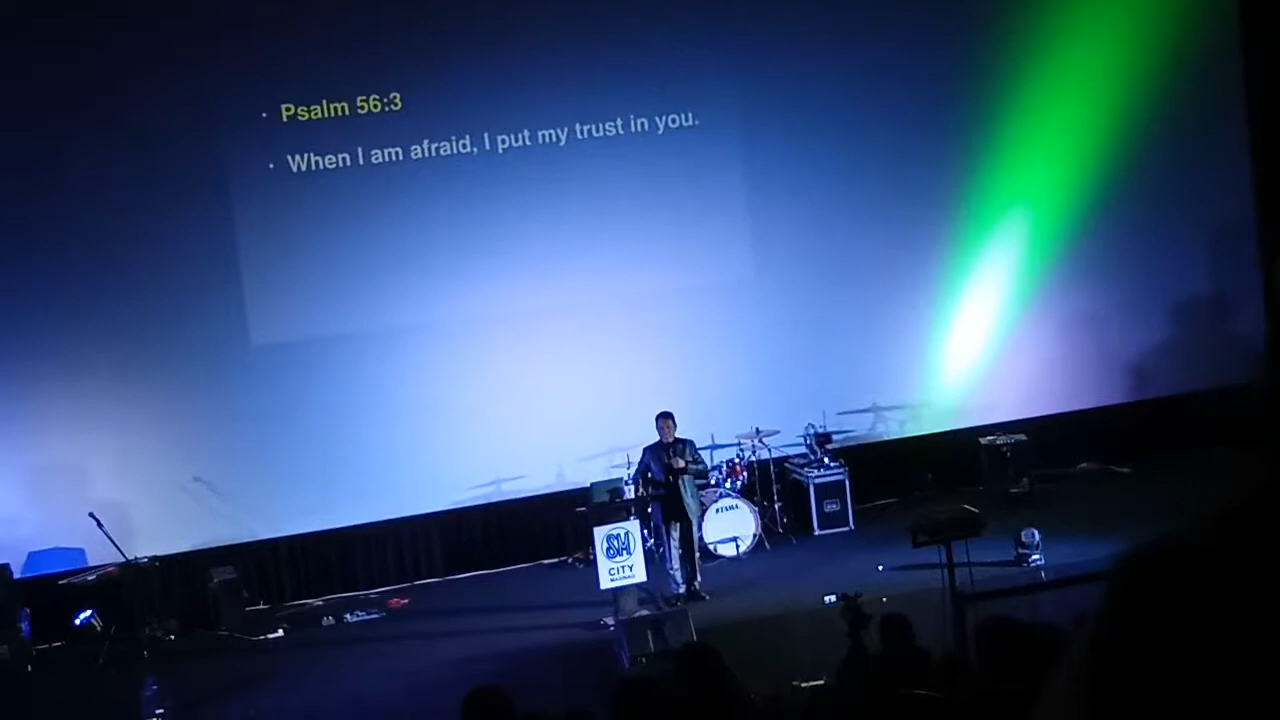 · Psalm 56:3
· When I am afraid, I put my trust in you.
TAMA
SM
CITY